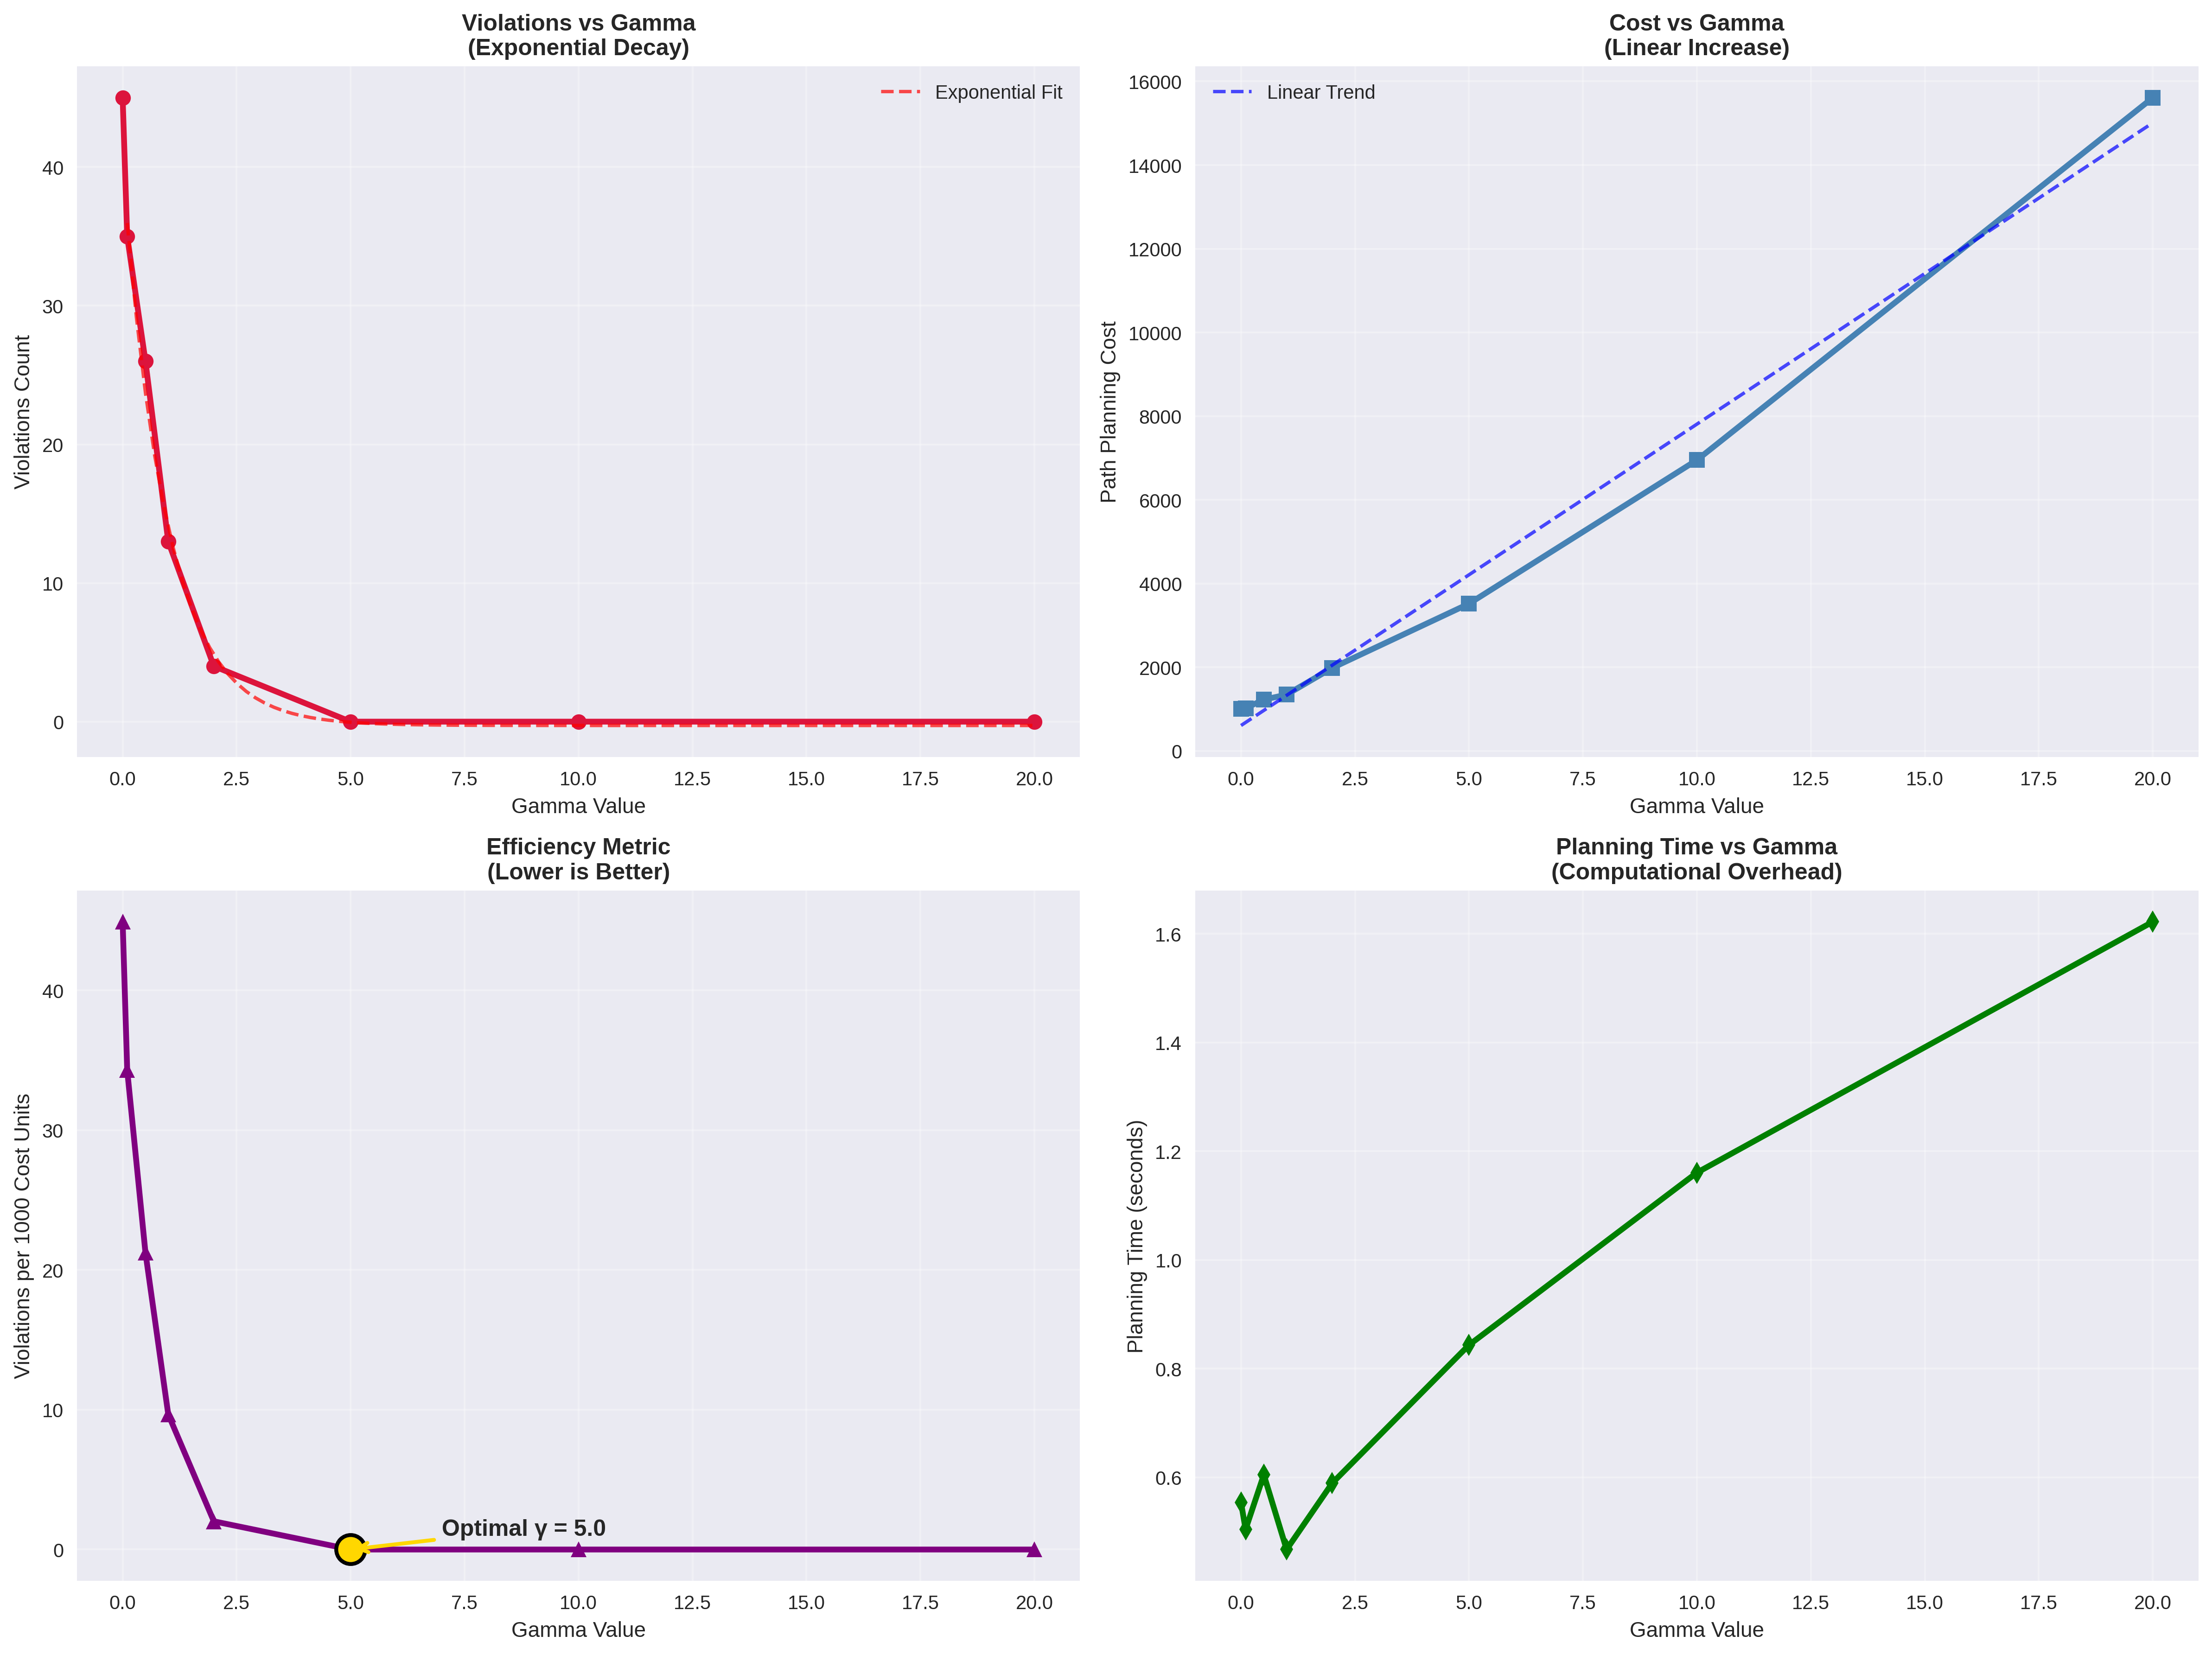 Violations vs Gamma
(Exponential Decay)
Exponential Fit
Violations Count
40
30
20
10
0
0.0 2.5 5.0 7.5 10.0 12.5 15.0 17.5 20.0
Gamma Value
Cost vs Gamma
(Linear Increase)
Linear Trend
Path Planning Cost
16000
14000
12000
10000
8000
6000
4000
2000
0
0.0 2.5 5.0 7.5 10.0 12.5 15.0 17.5 20.0
Gamma Value
Efficiency Metric
(Lower is Better)
Violations per 1000 Cost Units
40
30
20
10
0
Optimal γ = 5.0
0.0 2.5 5.0 7.5 10.0 12.5 15.0 17.5 20.0
Gamma Value
Planning Time vs Gamma
(Computational Overhead)
Planning Time (seconds)
1.6
1.4
1.2
1.0
0.8
0.6
0.0 2.5 5.0 7.5 10.0 12.5 15.0 17.5 20.0
Gamma Value